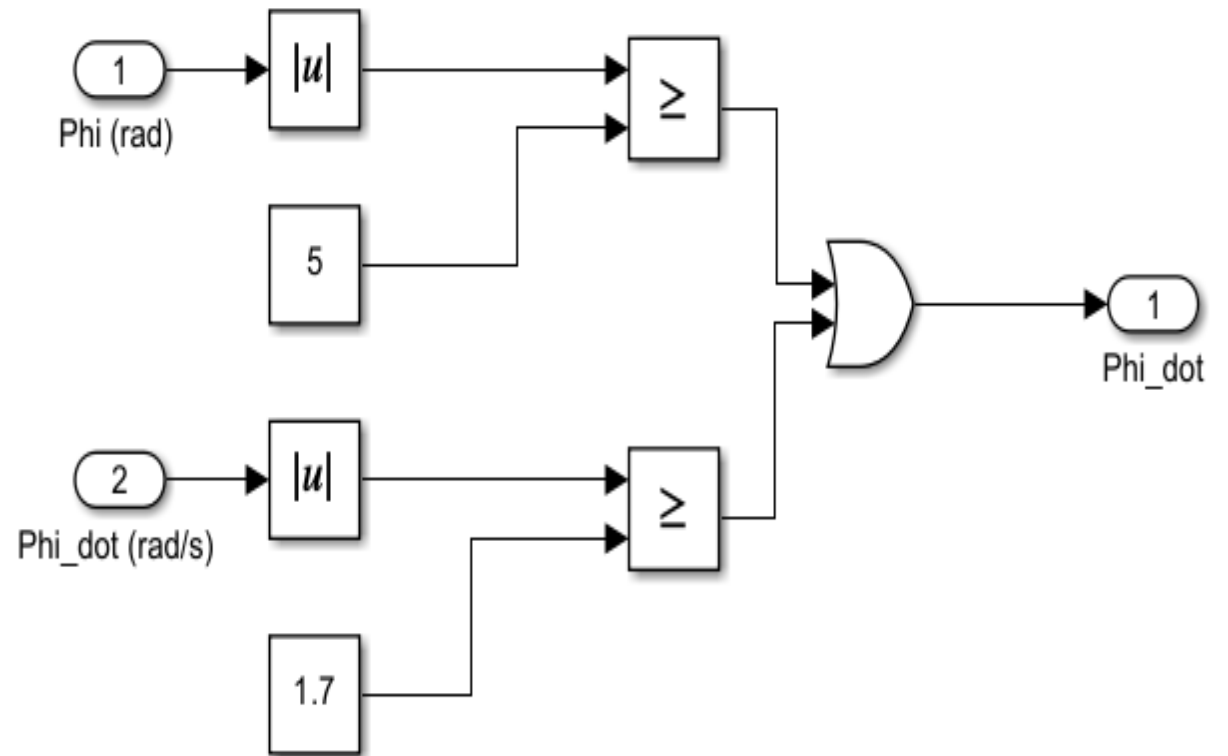 1
Phi (rad)
|u|
≥
5
1
Phi_dot
2
Phi_dot (rad/s)
|u|
≥
1.7